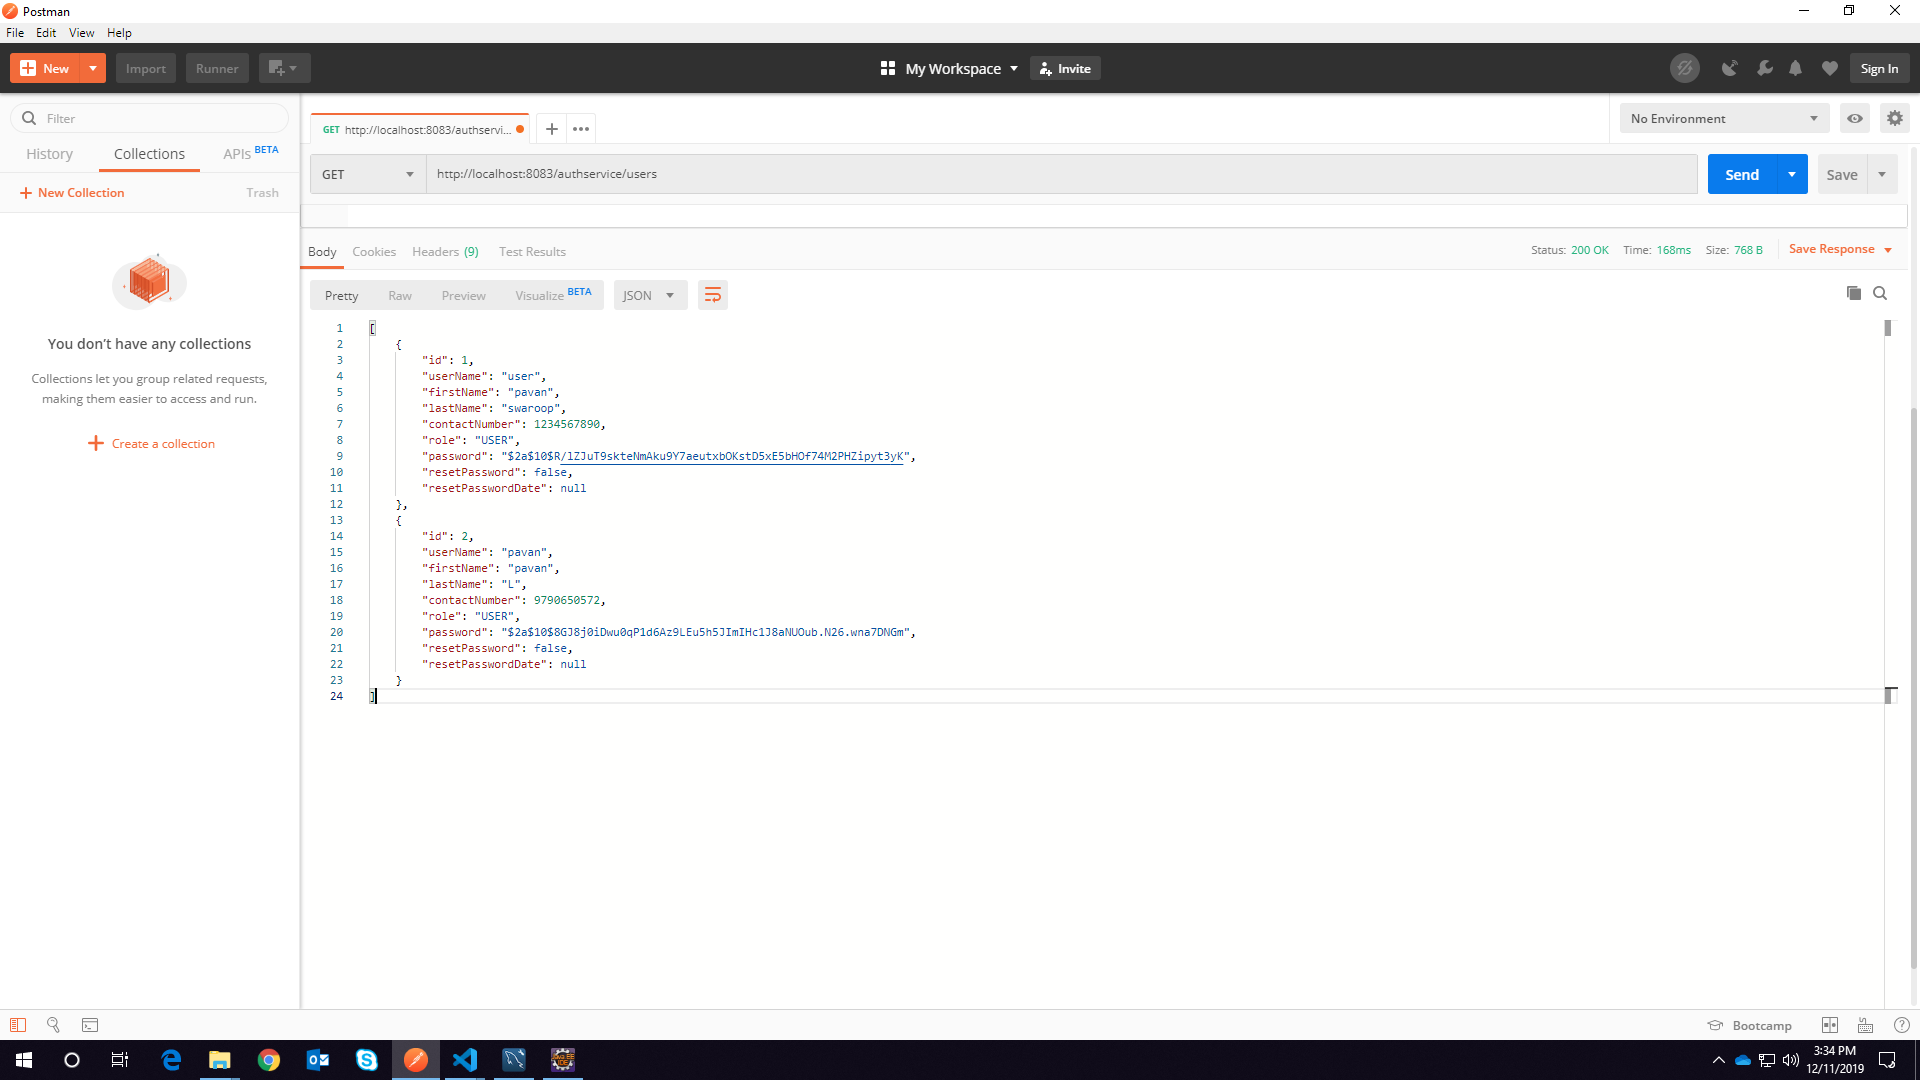 Postman
File Edit View Help
New Import Runner My Workspace Invite Sign In
Filter
History Collections APIs BETA
New Collection Trash
You don't have any collections
Collections let you group related requests,
making them easier to access and run.
Create a collection
GET http://localhost:8083/authservi...
No Environment
GET http://localhost:8083/authservice/users Send Save
Body Cookies Headers (9) Test Results Status: 200 OK Time: 168ms Size: 768 B Save Response
Pretty Raw Preview Visualize BETA JSON
1 [
2 {
3 "id": 1,
4 "userName": "user",
5 "firstName": "pavan",
6 "lastName": "swaroop",
7 "contactNumber": 1234567890,
8 "role": "USER",
9 "password": "$2a$10$R/lZJuT9skteNmAku9Y7aeutxbOKstD5xE5bHOf74M2PHZipyt3yK",
10 "resetPassword": false,
11 "resetPasswordDate": null
12 },
13 {
14 "id": 2,
15 "userName": "pavan",
16 "firstName": "pavan",
17 "lastName": "L",
18 "contactNumber": 9790650572,
19 "role": "USER",
20 "password": "$2a$10$8GJ8j0iDwu0qP1d6Az9LEu5h5JImIHc1J8aNUOub.N26.wna7DNGm",
21 "resetPassword": false,
22 "resetPasswordDate": null
23 }
24 ]
Bootcamp
3:34 PM
12/11/2019